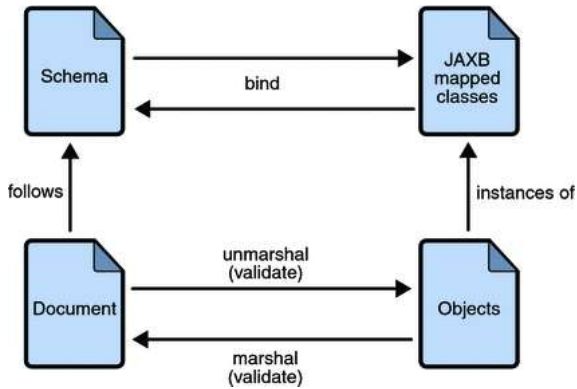 Schema
bind
JAXB
mapped
classes
follows
instances of
Document
unmarshal
(validate)
Objects
marshal
(validate)